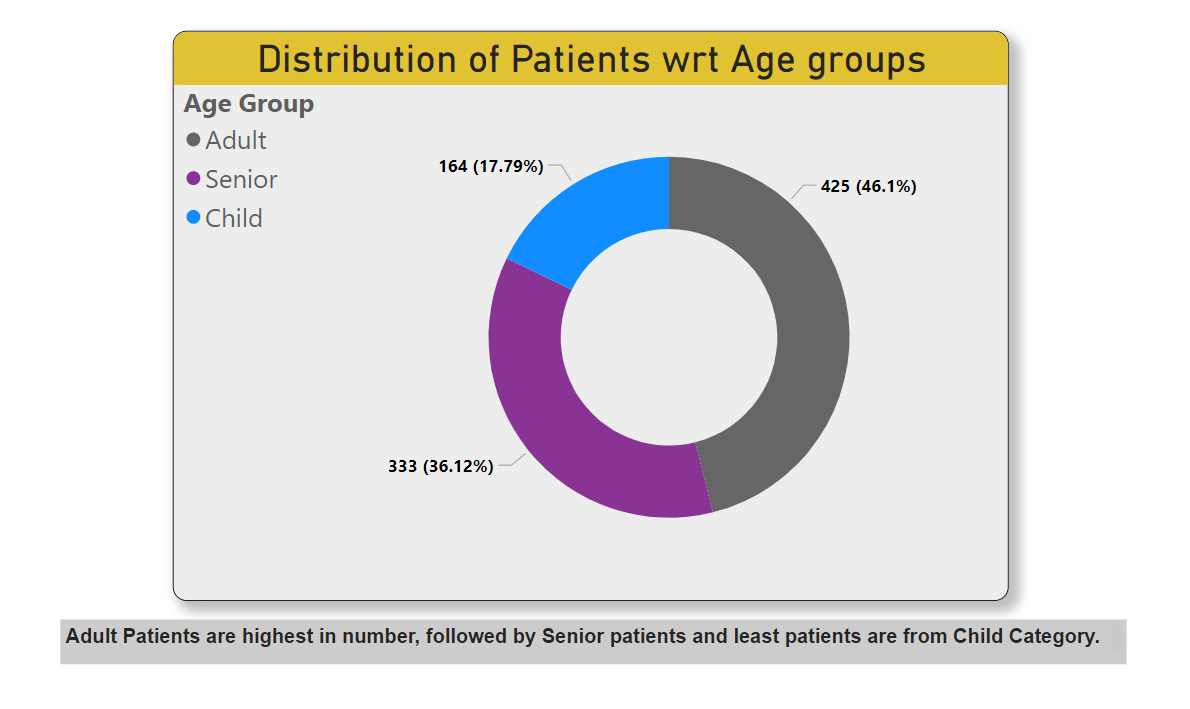 Distribution of Patients wrt Age groups
Age Group
Adult
Senior
Child
164 (17.79%)
425 (46.1%)
333 (36.12%)
Adult Patients are highest in number, followed by Senior patients and least patients are from Child Category.